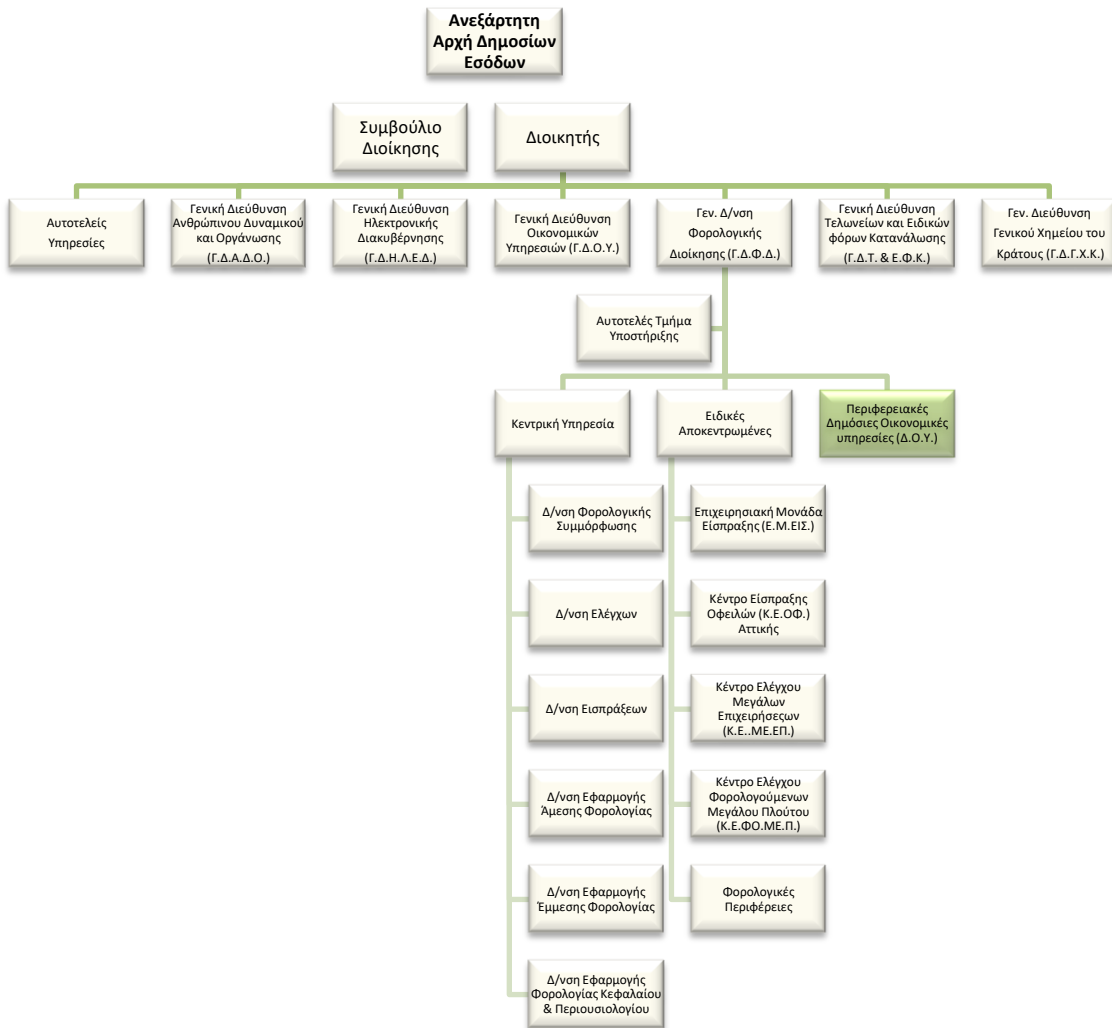 Ανεξάρτητη
Αρχή Δημοσίων
Εσόδων
Συμβούλιο
Διοίκησης
Διοικητής
Αυτοτελείς
Υπηρεσίες
Γενική Διεύθυνση
Ανθρώπινου Δυναμικού
και Οργάνωσης
(Γ.Δ.Α.Δ.Ο.)
Γενική Διεύθυνση
Ηλεκτρονικής
Διακυβέρνησης
(Γ.Δ.Η.Λ.Ε.Δ.)
Γενική Διεύθυνση
Οικονομικών
Υπηρεσιών (Γ.Δ.Ο.Υ.)
Γεν. Δ/νση
Φορολογικής
Διοίκησης (Γ.Δ.Φ.Δ.)
Γενική Διεύθυνση
Τελωνείων και Ειδικών
φόρων Κατανάλωσης
(Γ.Δ.Τ. & Ε.Φ.Κ.)
Γεν. Διεύθυνση
Γενικού Χημείου του
Κράτους (Γ.Δ.Γ.Χ.Κ.)
Αυτοτελές Τμήμα
Υποστήριξης
Κεντρική Υπηρεσία
Ειδικές
Αποκεντρωμένες
Περιφερειακές
Δημόσιες Οικονομικές
υπηρεσίες (Δ.Ο.Υ.)
Δ/νση Φορολογικής
Συμμόρφωσης
Δ/νση Ελέγχων
Δ/νση Εισπράξεων
Δ/νση Εφαρμογής
Άμεσης Φορολογίας
Δ/νση Εφαρμογής
Έμμεσης Φορολογίας
Δ/νση Εφαρμογής
Φορολογίας Κεφαλαίου
& Περιουσιολογίου
Επιχειρησιακή Μονάδα
Είσπραξης (Ε.Μ.ΕΙΣ.)
Κέντρο Είσπραξης
Οφειλών (Κ.Ε.ΟΦ.)
Αττικής
Κέντρο Ελέγχου
Μεγάλων
Επιχειρήσεςων
(Κ.Ε..ΜΕ.ΕΠ.)
Κέντρο Ελέγχου
Φορολογούμενων
Μεγάλου Πλούτου
(Κ.Ε.ΦΟ.ΜΕ.Π.)
Φορολογικές
Περιφέρειες